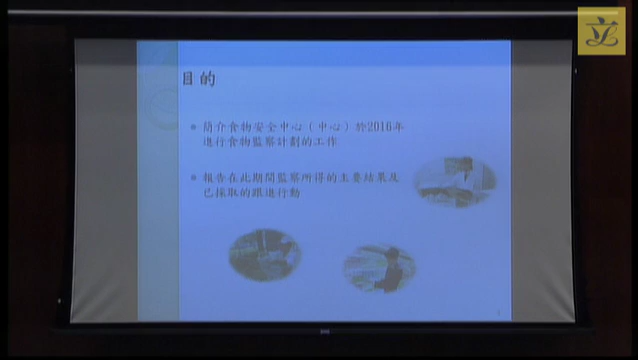 目的
簡介食物安全中心（中心）於2016年
進行食物監察計劃的工作
報告在此期間監察所得的主要結果及
已採取的跟進行動